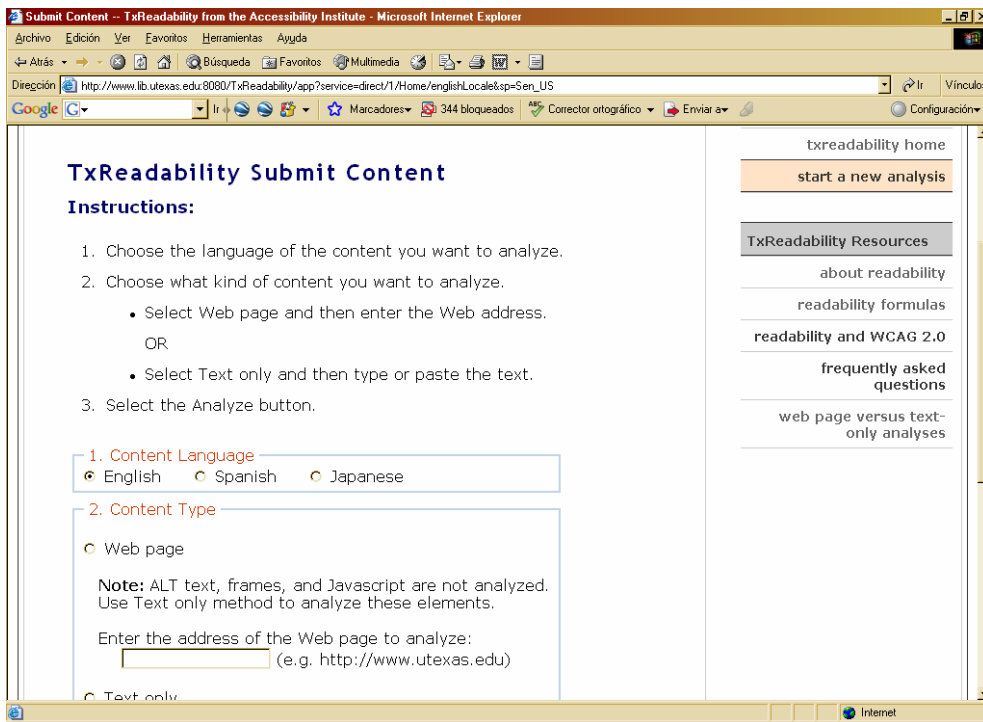 Submit Content -- TxReadability from the Accessibility Institute - Microsoft Internet Explorer
Archivo Edición Ver Favoritos Herramientas Ayuda
Atrás Búsqueda Favoritos Multimedia
Dirección http://www.lib.utexas.edu:8080/TxReadability/app?service=direct/1/Home/englishLocale&sp=Sen_US Ir Vínculos
Google G Ir Marcadores 344 bloqueados ABC Corrector ortográfico Enviar a Configuración
txreadability home
start a new analysis
TxReadability Resources
about readability
readability formulas
readability and WCAG 2.0
frequently asked
questions
web page versus text-
only analyses
TxReadability Submit Content
Instructions:
1. Choose the language of the content you want to analyze.
2. Choose what kind of content you want to analyze.
• Select Web page and then enter the Web address.
OR
• Select Text only and then type or paste the text.
3. Select the Analyze button.
1. Content Language
English Spanish Japanese
2. Content Type
Web page
Note: ALT text, frames, and Javascript are not analyzed.
Use Text only method to analyze these elements.
Enter the address of the Web page to analyze:
(e.g. http://www.utexas.edu)
Text only
Internet